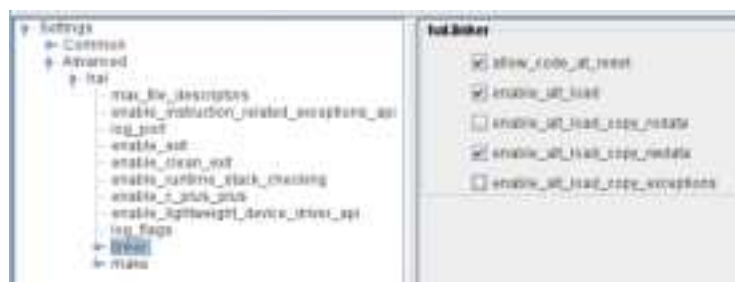 Settings
Common
Advanced
hal
max_file_descriptors
enable_instruction_related_exceptions_api
log_port
enable_exit
enable_clean_exit
enable_runtime_stack_checking
enable_c_plus_plus
enable_lightweight_device_driver_api
log_flags
linker
make
hal.linker
allow_code_at_reset
enable_alt_load
enable_alt_load_copy_rodata
enable_alt_load_copy_rwdata
enable_alt_load_copy_exceptions